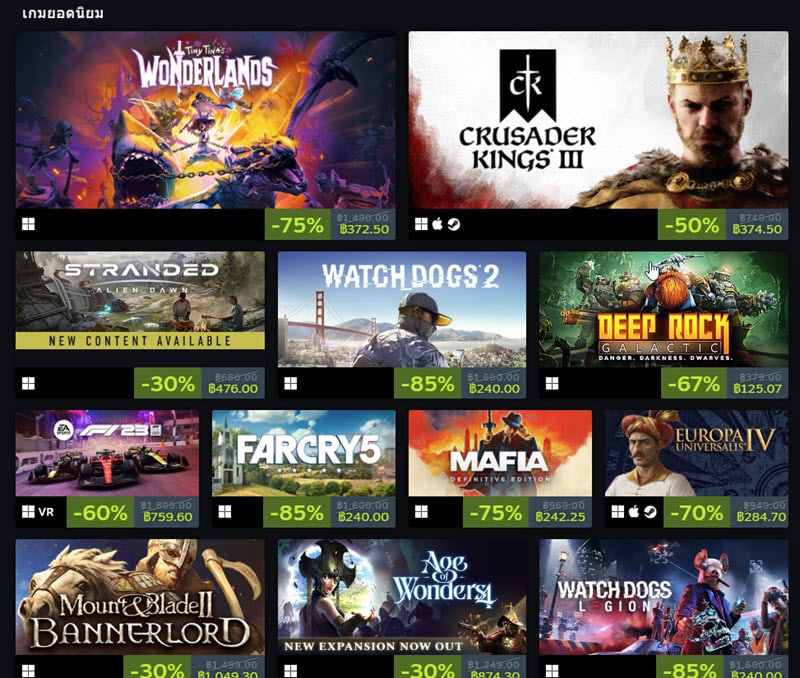 เกมยอดนิยม
TINY TINA'S
WONDERLANDS
-75%
฿1,490.00
฿372.50
CRUSADER
KINGS III
-50%
฿749.00
฿374.50
STRANDED
ALIEN DAWN
NEW CONTENT AVAILABLE
-30%
฿680.00
฿476.00
WATCH DOGS 2
-85%
฿1,600.00
฿240.00
DEEP ROCK
GALACTIC
DANGER. DARKNESS. DWARVES.
-67%
฿379.00
฿125.07
EA SPORTS F1 23
VR
-60%
฿1,899.00
฿759.60
FARCRY5
-85%
฿1,600.00
฿240.00
MAFIA
DEFINITIVE EDITION
-75%
฿969.00
฿242.25
EUROPA
UNIVERSALIS IV
-70%
฿949.00
฿284.70
Mount & Blade II
BANNERLORD
-30%
฿1,499.00
฿1,049.30
Age
of
Wonders 4
NEW EXPANSION NOW OUT
-30%
฿1,249.00
฿874.30
WATCH DOGS
LEGION
-85%
฿1,600.00
฿240.00